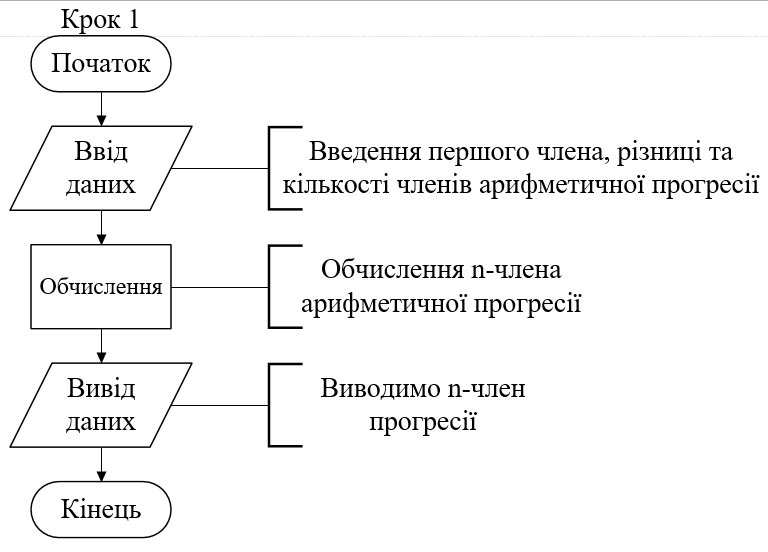 Крок 1
Початок
Ввід
даних
Введення першого члена, різниці та
кількості членів арифметичної прогресії
Обчислення
Обчислення n-члена
арифметичної прогресії
Вивід
даних
Виводимо n-член
прогресії
Кінець